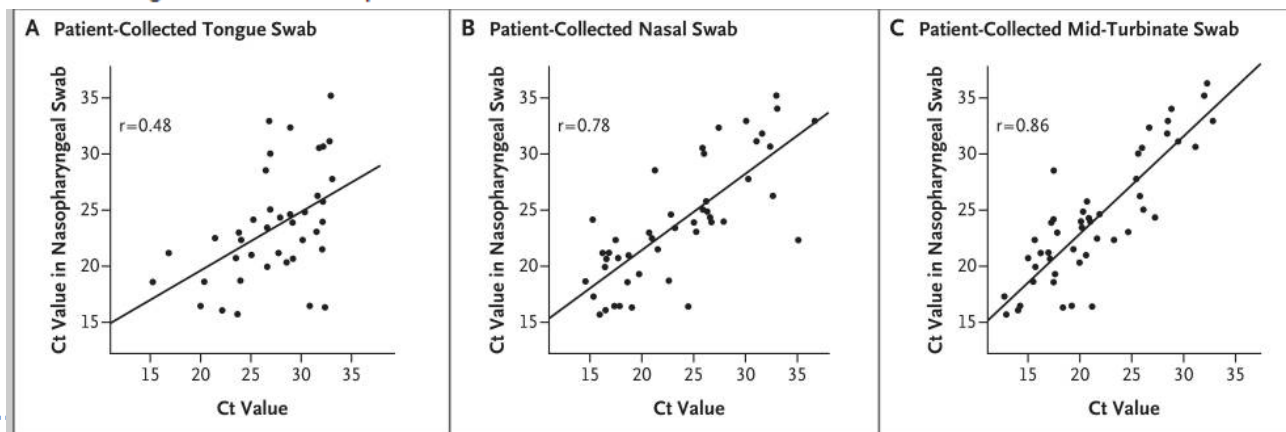 A Patient-Collected Tongue Swab
Ct Value in Nasopharyngeal Swab
35
30
25
20
15
r=0.48
15 20 25 30 35
Ct Value
B Patient-Collected Nasal Swab
Ct Value in Nasopharyngeal Swab
35
30
25
20
15
r=0.78
15 20 25 30 35
Ct Value
C Patient-Collected Mid-Turbinate Swab
Ct Value in Nasopharyngeal Swab
35
30
25
20
15
r=0.86
15 20 25 30 35
Ct Value